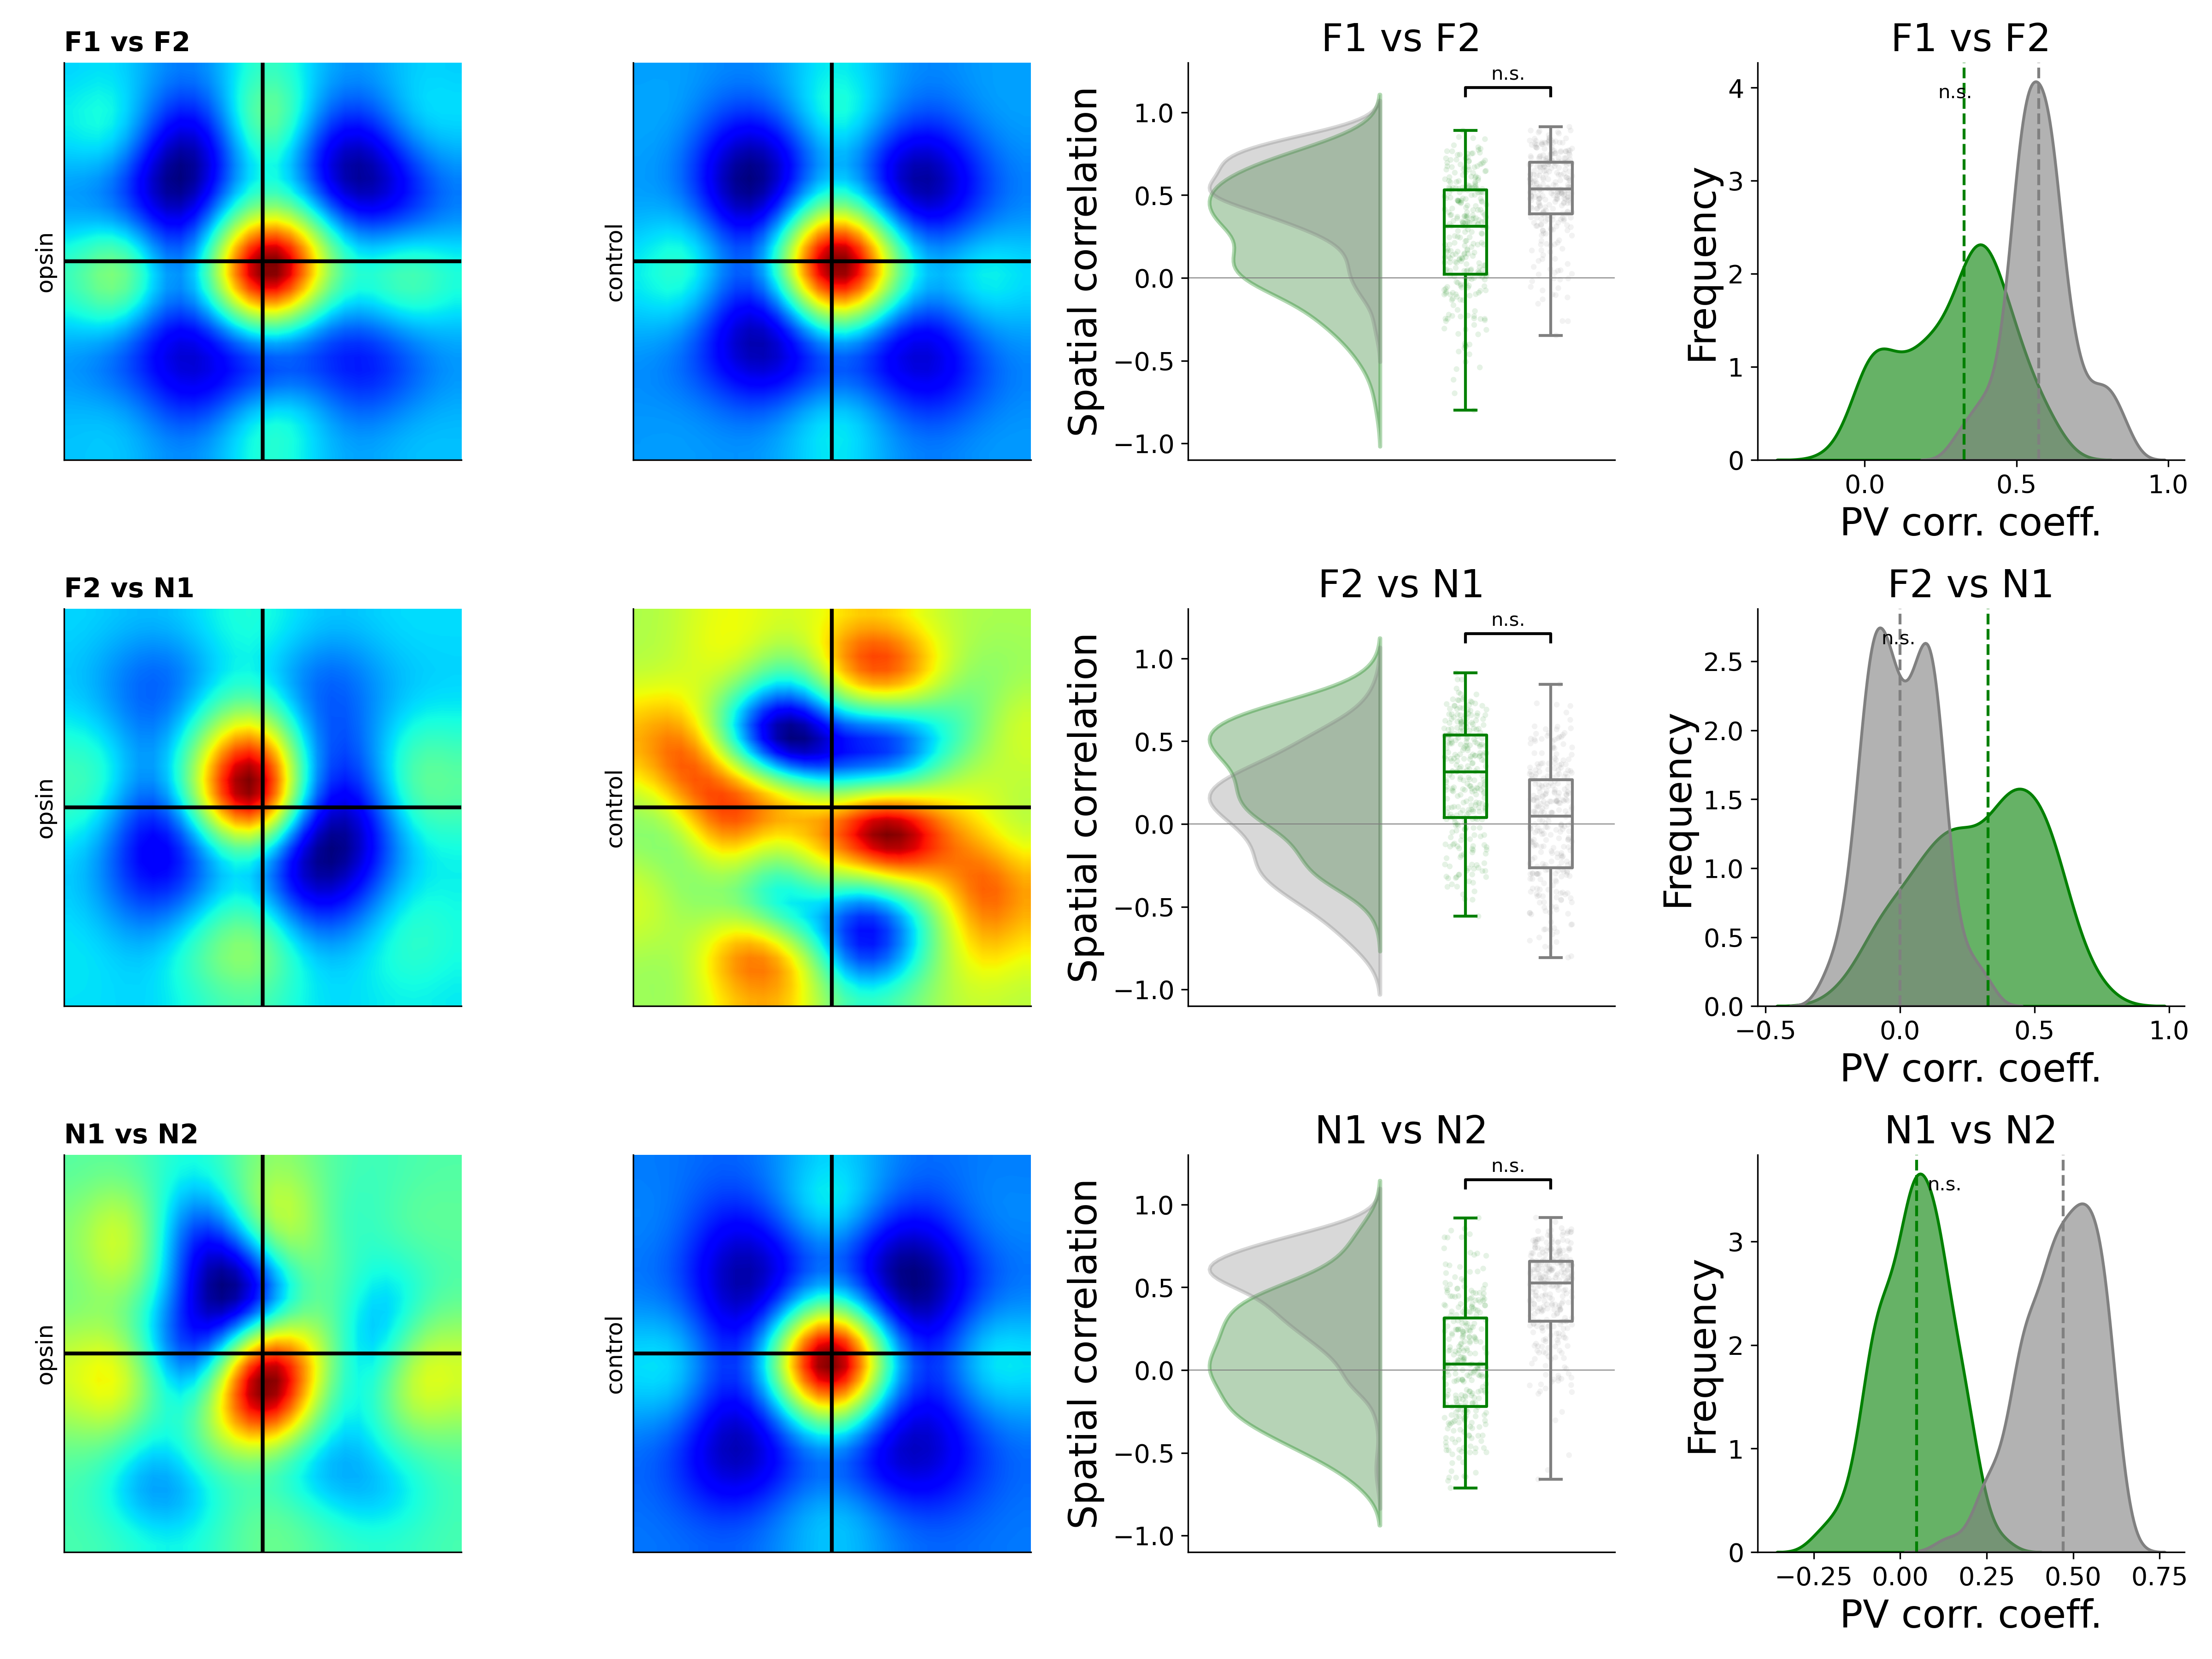 F1 vs F2
opsin
control
F1 vs F2
n.s.
Spatial correlation
1.0
0.5
0.0
−0.5
−1.0
F1 vs F2
n.s.
Frequency
4
3
2
1
0
0.0 0.5 1.0
PV corr. coeff.
F2 vs N1
opsin
control
F2 vs N1
n.s.
Spatial correlation
1.0
0.5
0.0
−0.5
−1.0
F2 vs N1
n.s.
Frequency
2.5
2.0
1.5
1.0
0.5
0.0
−0.5 0.0 0.5 1.0
PV corr. coeff.
N1 vs N2
opsin
control
N1 vs N2
n.s.
Spatial correlation
1.0
0.5
0.0
−0.5
−1.0
N1 vs N2
n.s.
Frequency
3
2
1
0
−0.25 0.00 0.25 0.50 0.75
PV corr. coeff.